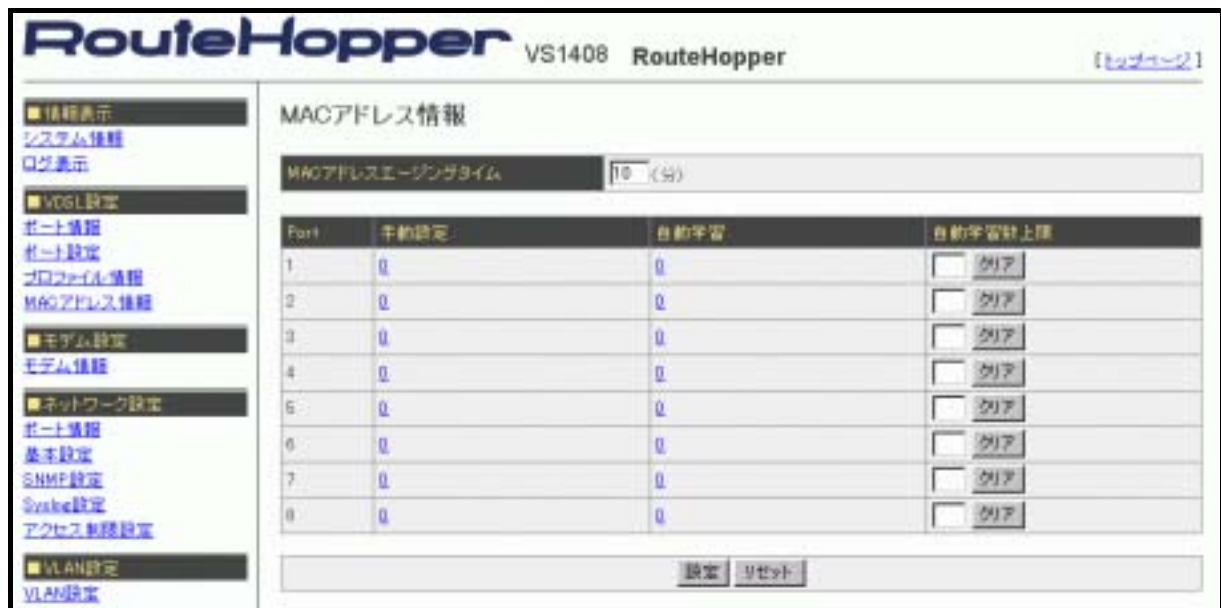 RouteHopper VS1408 RouteHopper [トップページ]
■情報表示
システム情報
ログ表示
■VDSL設定
ポート情報
ポート設定
プロファイル情報
MACアドレス情報
■モデム設定
モデム情報
■ネットワーク設定
ポート情報
基本設定
SNMP設定
Syslog設定
アクセス制限設定
■VLAN設定
VLAN設定
MACアドレス情報
MACアドレスエージングタイム 10 (分)
Port 手動設定 自動学習 自動学習数上限
1 0 0 クリア
2 0 0 クリア
3 0 0 クリア
4 0 0 クリア
5 0 0 クリア
6 0 0 クリア
7 0 0 クリア
8 0 0 クリア
設定 リセット